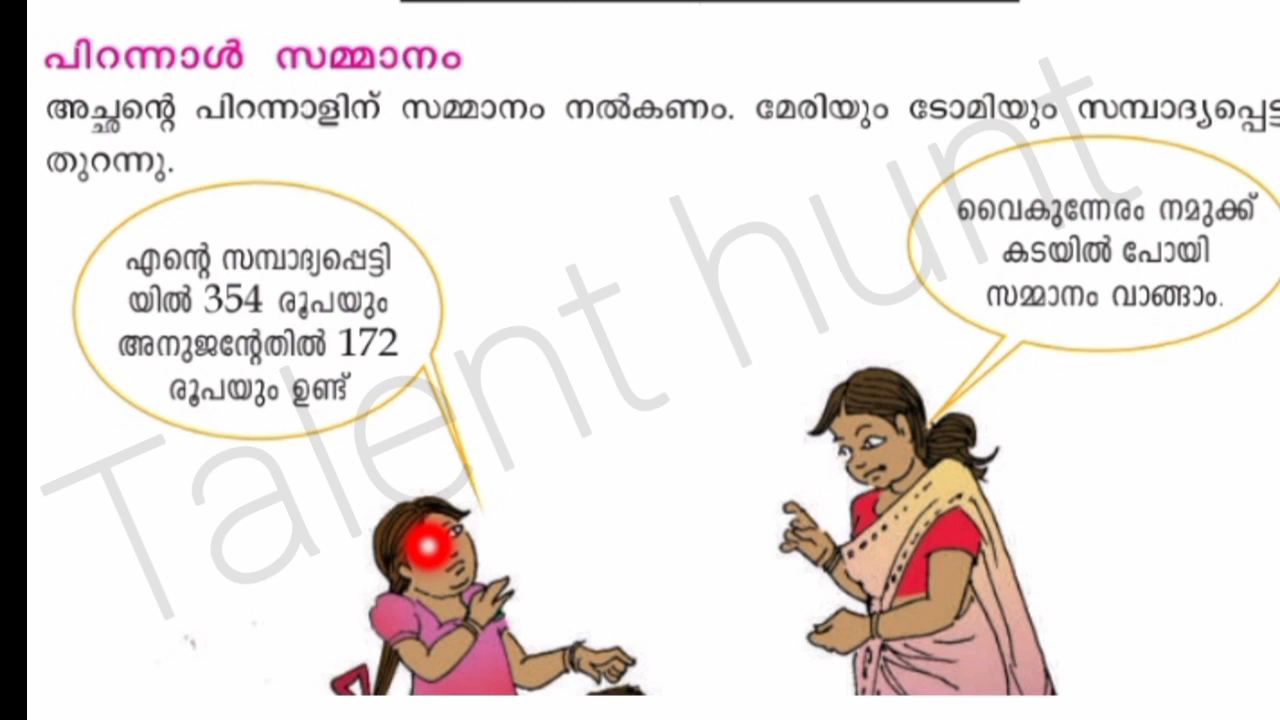 പിറന്നാൾ സമ്മാനം
അച്ഛന്റെ പിറന്നാളിന് സമ്മാനം നൽകണം. മേരിയും ടോമിയും സമ്പാദ്യപ്പെട്ട
തുറന്നു.
എന്റെ സമ്പാദ്യപ്പെട്ടി
യിൽ 354 രൂപയും
അനുജന്റേതിൽ 172
രൂപയും ഉണ്ട്
വൈകുന്നേരം നമുക്ക്
കടയിൽ പോയി
സമ്മാനം വാങ്ങാം.
Talent hunt